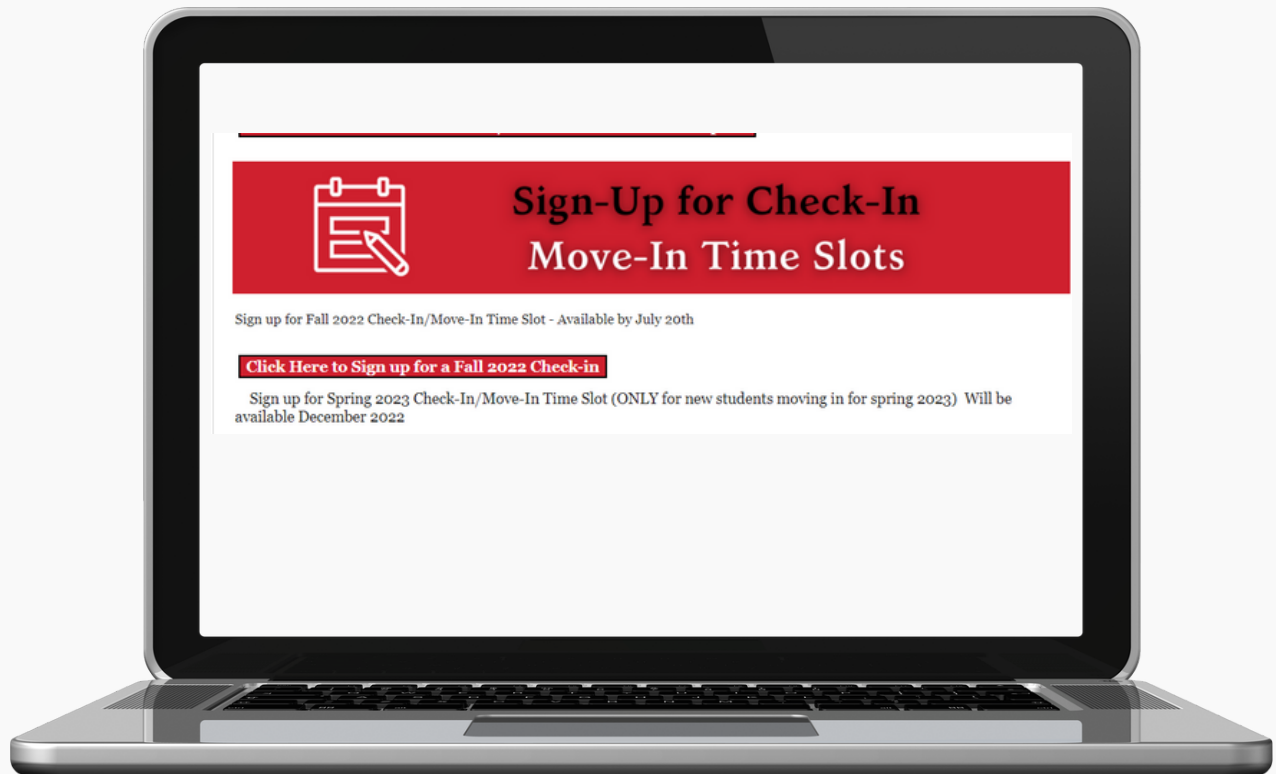 Sign-Up for Check-In
Move-In Time Slots
Sign up for Fall 2022 Check-In/Move-In Time Slot - Available by July 20th
Click Here to Sign up for a Fall 2022 Check-in
Sign up for Spring 2023 Check-In/Move-In Time Slot (ONLY for new students moving in for spring 2023) Will be
available December 2022